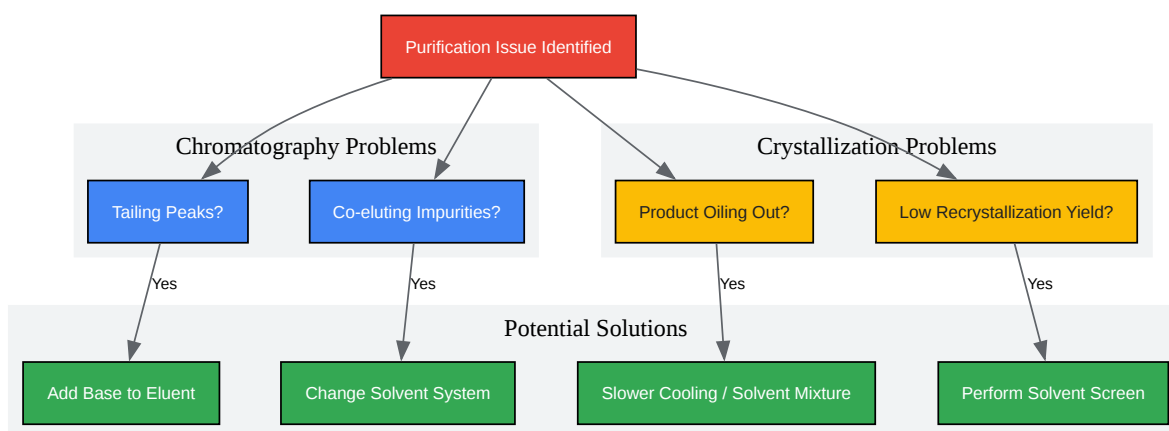 Purification Issue Identified
Chromatography Problems
Crystallization Problems
Tailing Peaks?
Co-eluting Impurities?
Product Oiling Out?
Low Recrystallization Yield?
Yes
Yes
Yes
Yes
Potential Solutions
Add Base to Eluent
Change Solvent System
Slower Cooling / Solvent Mixture
Perform Solvent Screen